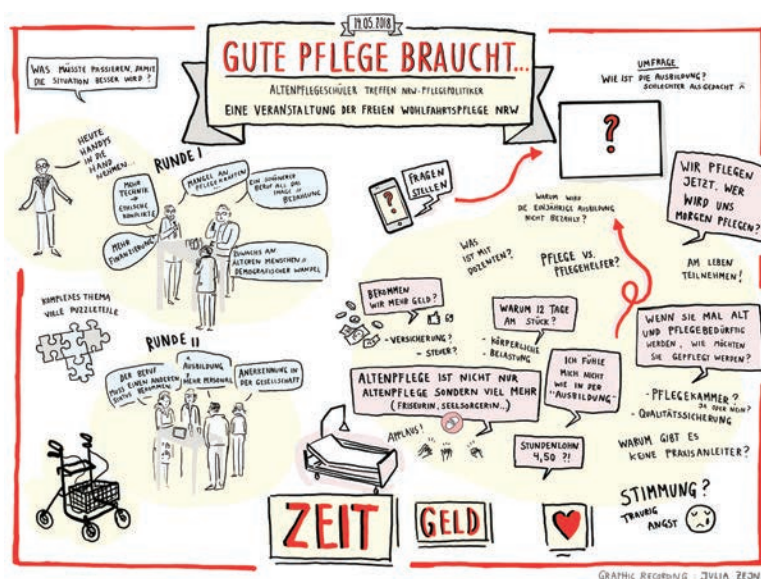 14.05.2018
GUTE PFLEGE BRAUCHT...
ALTENPFLEGESCHÜLER TREFFEN NRW-PFLEGEPOLITIKER
EINE VERANSTALTUNG DER FREIEN WOHLFAHRTSPFLEGE NRW
WAS MÜSSTE PASSIEREN, DAMIT
DIE SITUATION BESSER WIRD?
HEUTE
HANDYS
IN DIE
HAND
NEHMEN...
RUNDE I
MEHR
TECHNIK
→
ETHISCHE
KONFLIKTE
MANGEL AN
PFLEGEKRÄFTEN
EIN SCHÖNERER
BERUF ALS DAS
IMAGE
BEZAHLUNG
MEHR
FINANZIERUNG
ZUWACHS AN
ÄLTEREN MENSCHEN
DEMOGRAFISCHER WANDEL
KOMPLEXES THEMA
VIELE PUZZLETEILE
RUNDE II
DER BERUF
MUSS EINEN ANDEREN
STATUS BEKOMMEN
AUSBILDUNG
MEHR PERSONAL
ANERKENNUNG IN
DER GESELLSCHAFT
UMFRAGE
WIE IST DIE AUSBILDUNG?
SCHLECHTER ALS GEDACHT
?
?
FRAGEN
STELLEN
WARUM WIRD
DIE EINJÄHRIGE AUSBILDUNG
NICHT BEZAHLT?
WIR PFLEGEN
JETZT. WER
WIRD UNS
MORGEN PFLEGEN?
WAS
IST MIT
DOZENTEN?
PFLEGE VS.
PFLEGEHELFER?
AM LEBEN
TEILNEHMEN!
BEKOMMEN
WIR MEHR GELD?
- VERSICHERUNG?
- STEUER?
WARUM 12 TAGE
AM STÜCK?
- KÖRPERLICHE
- BELASTUNG
WENN SIE MAL ALT
UND PFLEGEBEDÜRFTIG
WERDEN, WIE MÖCHTEN
SIE GEPFLEGT WERDEN?
ICH FÜHLE
MICH NICHT
WIE IN DER
"AUSBILDUNG"
- PFLEGEKAMMER?
JA ODER NEIN?
- QUALITÄTSSICHERUNG
ALTENPFLEGE IST NICHT NUR
ALTENPFLEGE SONDERN VIEL MEHR
(FRISEURIN, SEELSORGERIN...)
APPLAUS!
STUNDENLOHN
4,50 ?!
WARUM GIBT ES
KEINE PRAXISANLEITER?
STIMMUNG?
TRAURIG
ANGST
ZEIT
GELD
GRAPHIC RECORDING: JULIA ZEJN